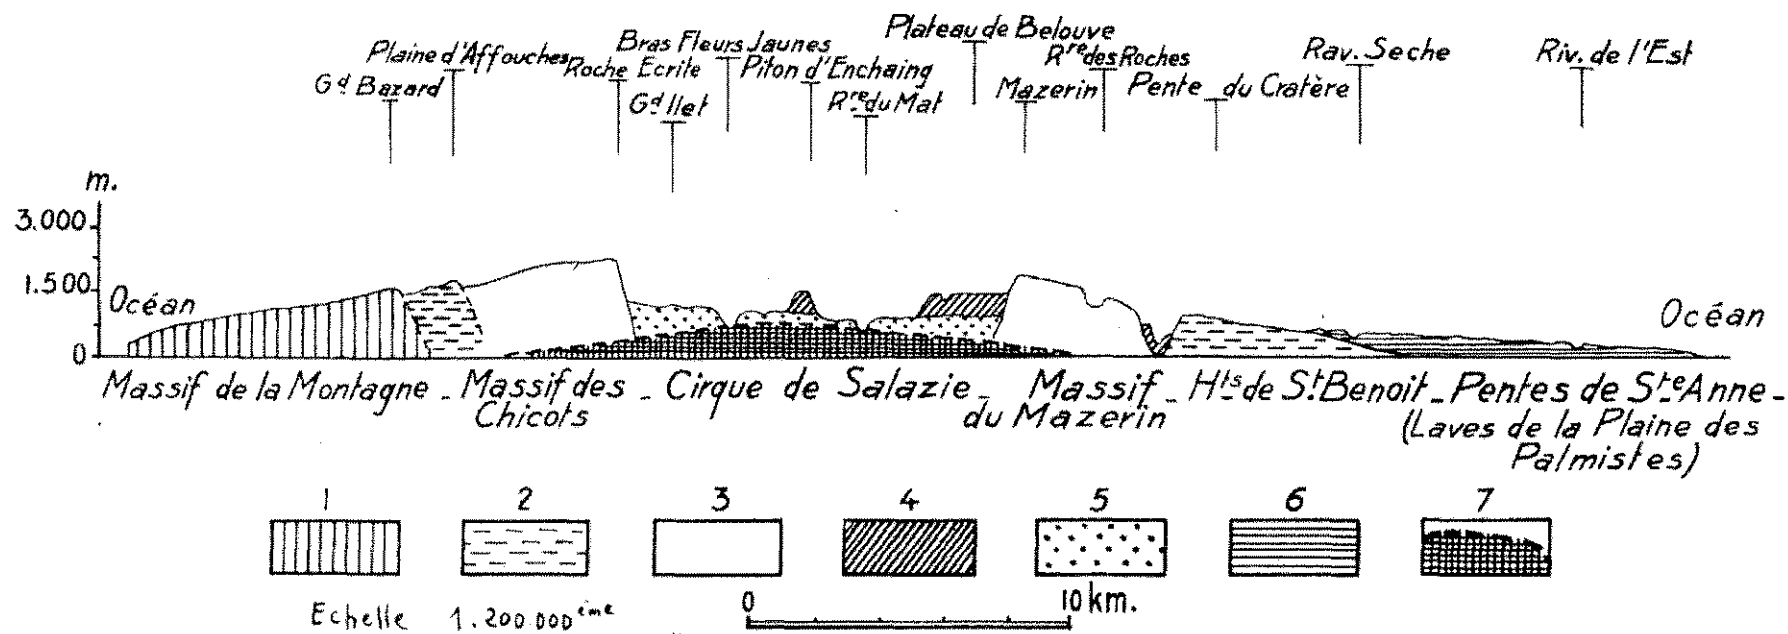 Plateau de Belouve
Bras Fleurs Jaunes
Rre des Roches
Rav. Seche
Riv. de l'Est
Plaine d'Affouches
Roche Ecrite
Piton d'Enchaing
Gd Bazard
Gd Ilet
Rre du Mat
Mazerin
Pente du Cratère
m.
3.000
1.500
0
Océan
Océan
Massif de la Montagne - Massif des - Cirque de Salazie - Massif - Hts de St Benoit - Pentes de Ste Anne -
Chicots
du Mazerin
(Laves de la Plaine des
Palmistes)
1 2 3 4 5 6 7
Echelle 1.200.000ème
0 10 km.